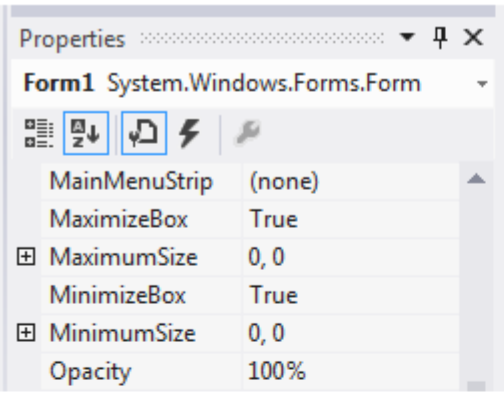 Properties
Form1 System.Windows.Forms.Form
A
Z
MainMenuStrip (none)
MaximizeBox True
MaximumSize 0, 0
MinimizeBox True
MinimumSize 0, 0
Opacity 100%